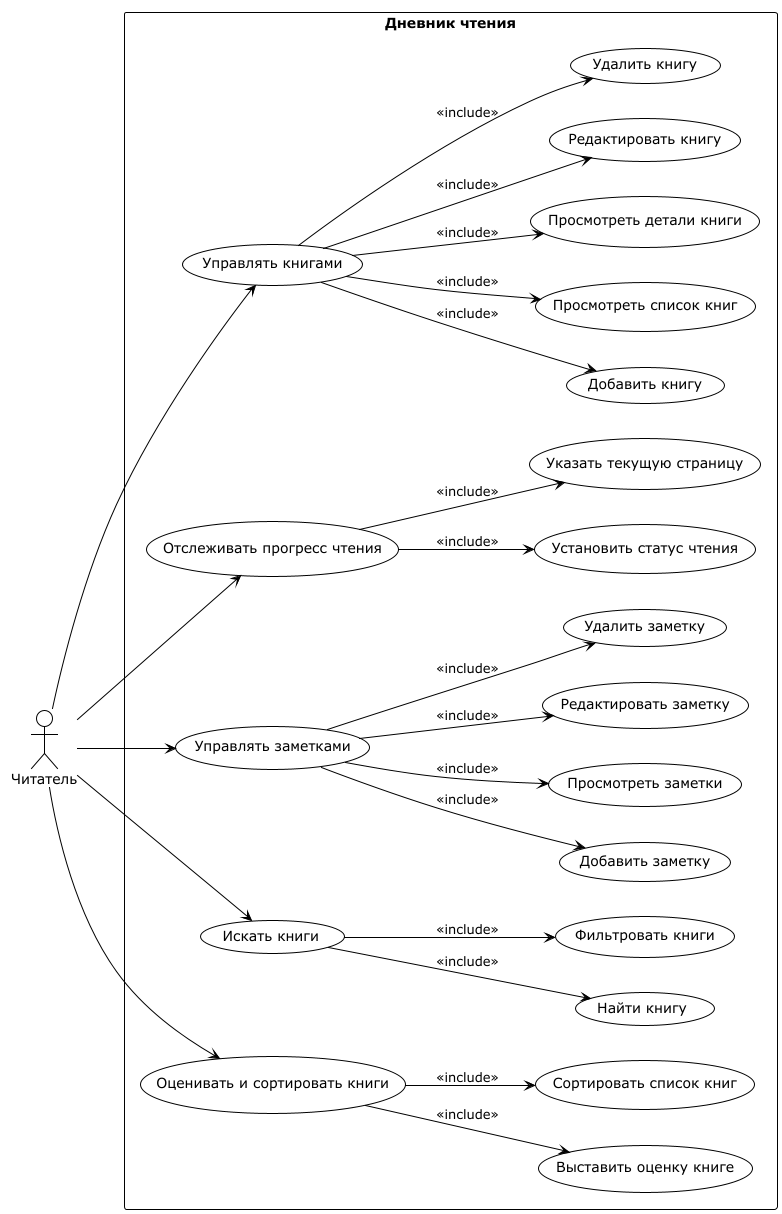 Дневник чтения
Удалить книгу
«include»
Редактировать книгу
«include»
Просмотреть детали книги
«include»
Управлять книгами
«include»
Просмотреть список книг
«include»
Добавить книгу
Указать текущую страницу
«include»
Отслеживать прогресс чтения
«include»
Установить статус чтения
Удалить заметку
«include»
Редактировать заметку
«include»
Управлять заметками
«include»
Просмотреть заметки
Читатель
«include»
Добавить заметку
Искать книги
«include»
Фильтровать книги
«include»
Найти книгу
Оценивать и сортировать книги
«include»
Сортировать список книг
«include»
Выставить оценку книге